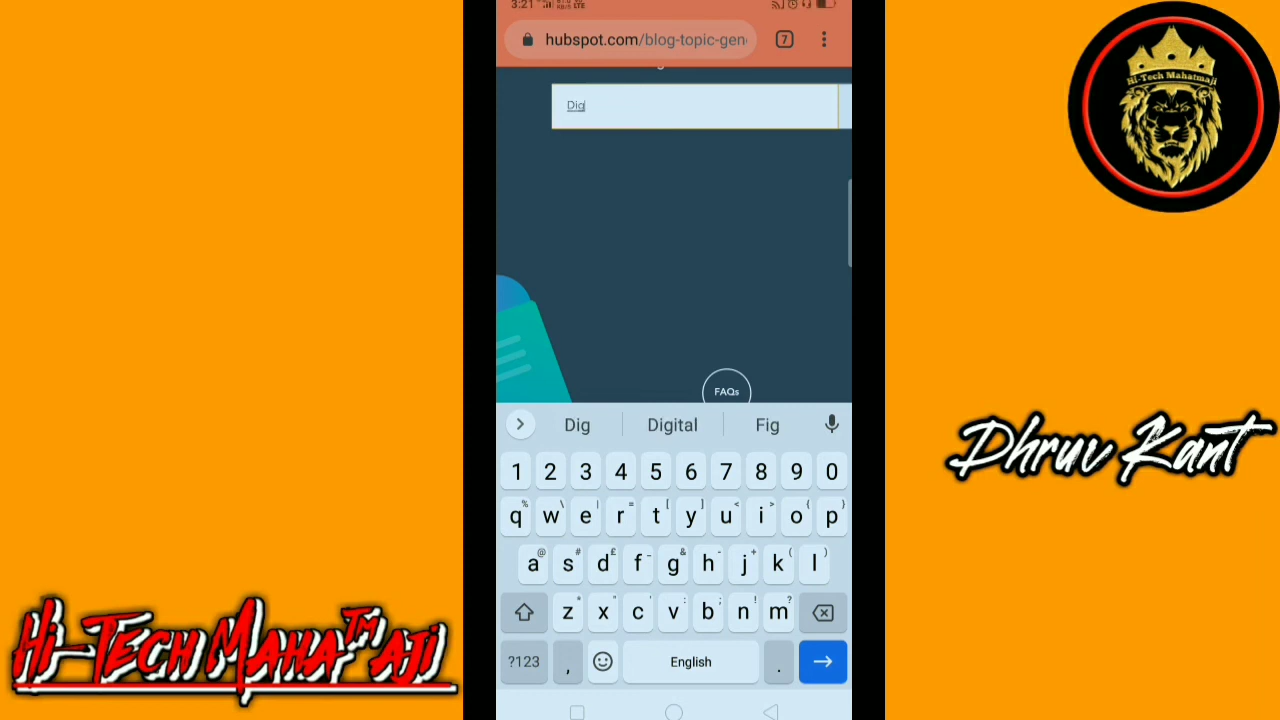 3:21
LTE
hubspot.com/blog-topic-gen
7
Dig
FAQs
Dig Digital Fig
1 2 3 4 5 6 7 8 9 0
% \ | = [ ] < > { }
q w e r t y u i o p
@ # £ _ & - + ( )
a s d f g h j k l
* " ' : ; ! ?
z x c v b n m
?123 , English .
Hi-Tech Mahatmaji
Dhruv Kant
Hi-Tech Maha™aji